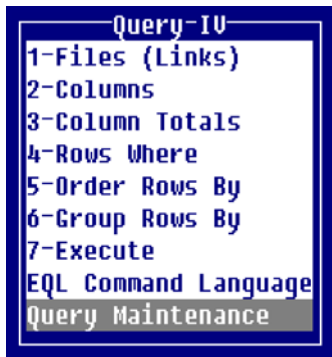 Query-IV
1-Files (Links)
2-Columns
3-Column Totals
4-Rows Where
5-Order Rows By
6-Group Rows By
7-Execute
EQL Command Language
Query Maintenance